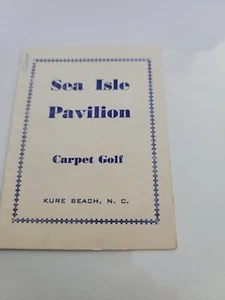 Sea Isle
Pavilion
Carpet Golf
KURE BEACH, N. C.